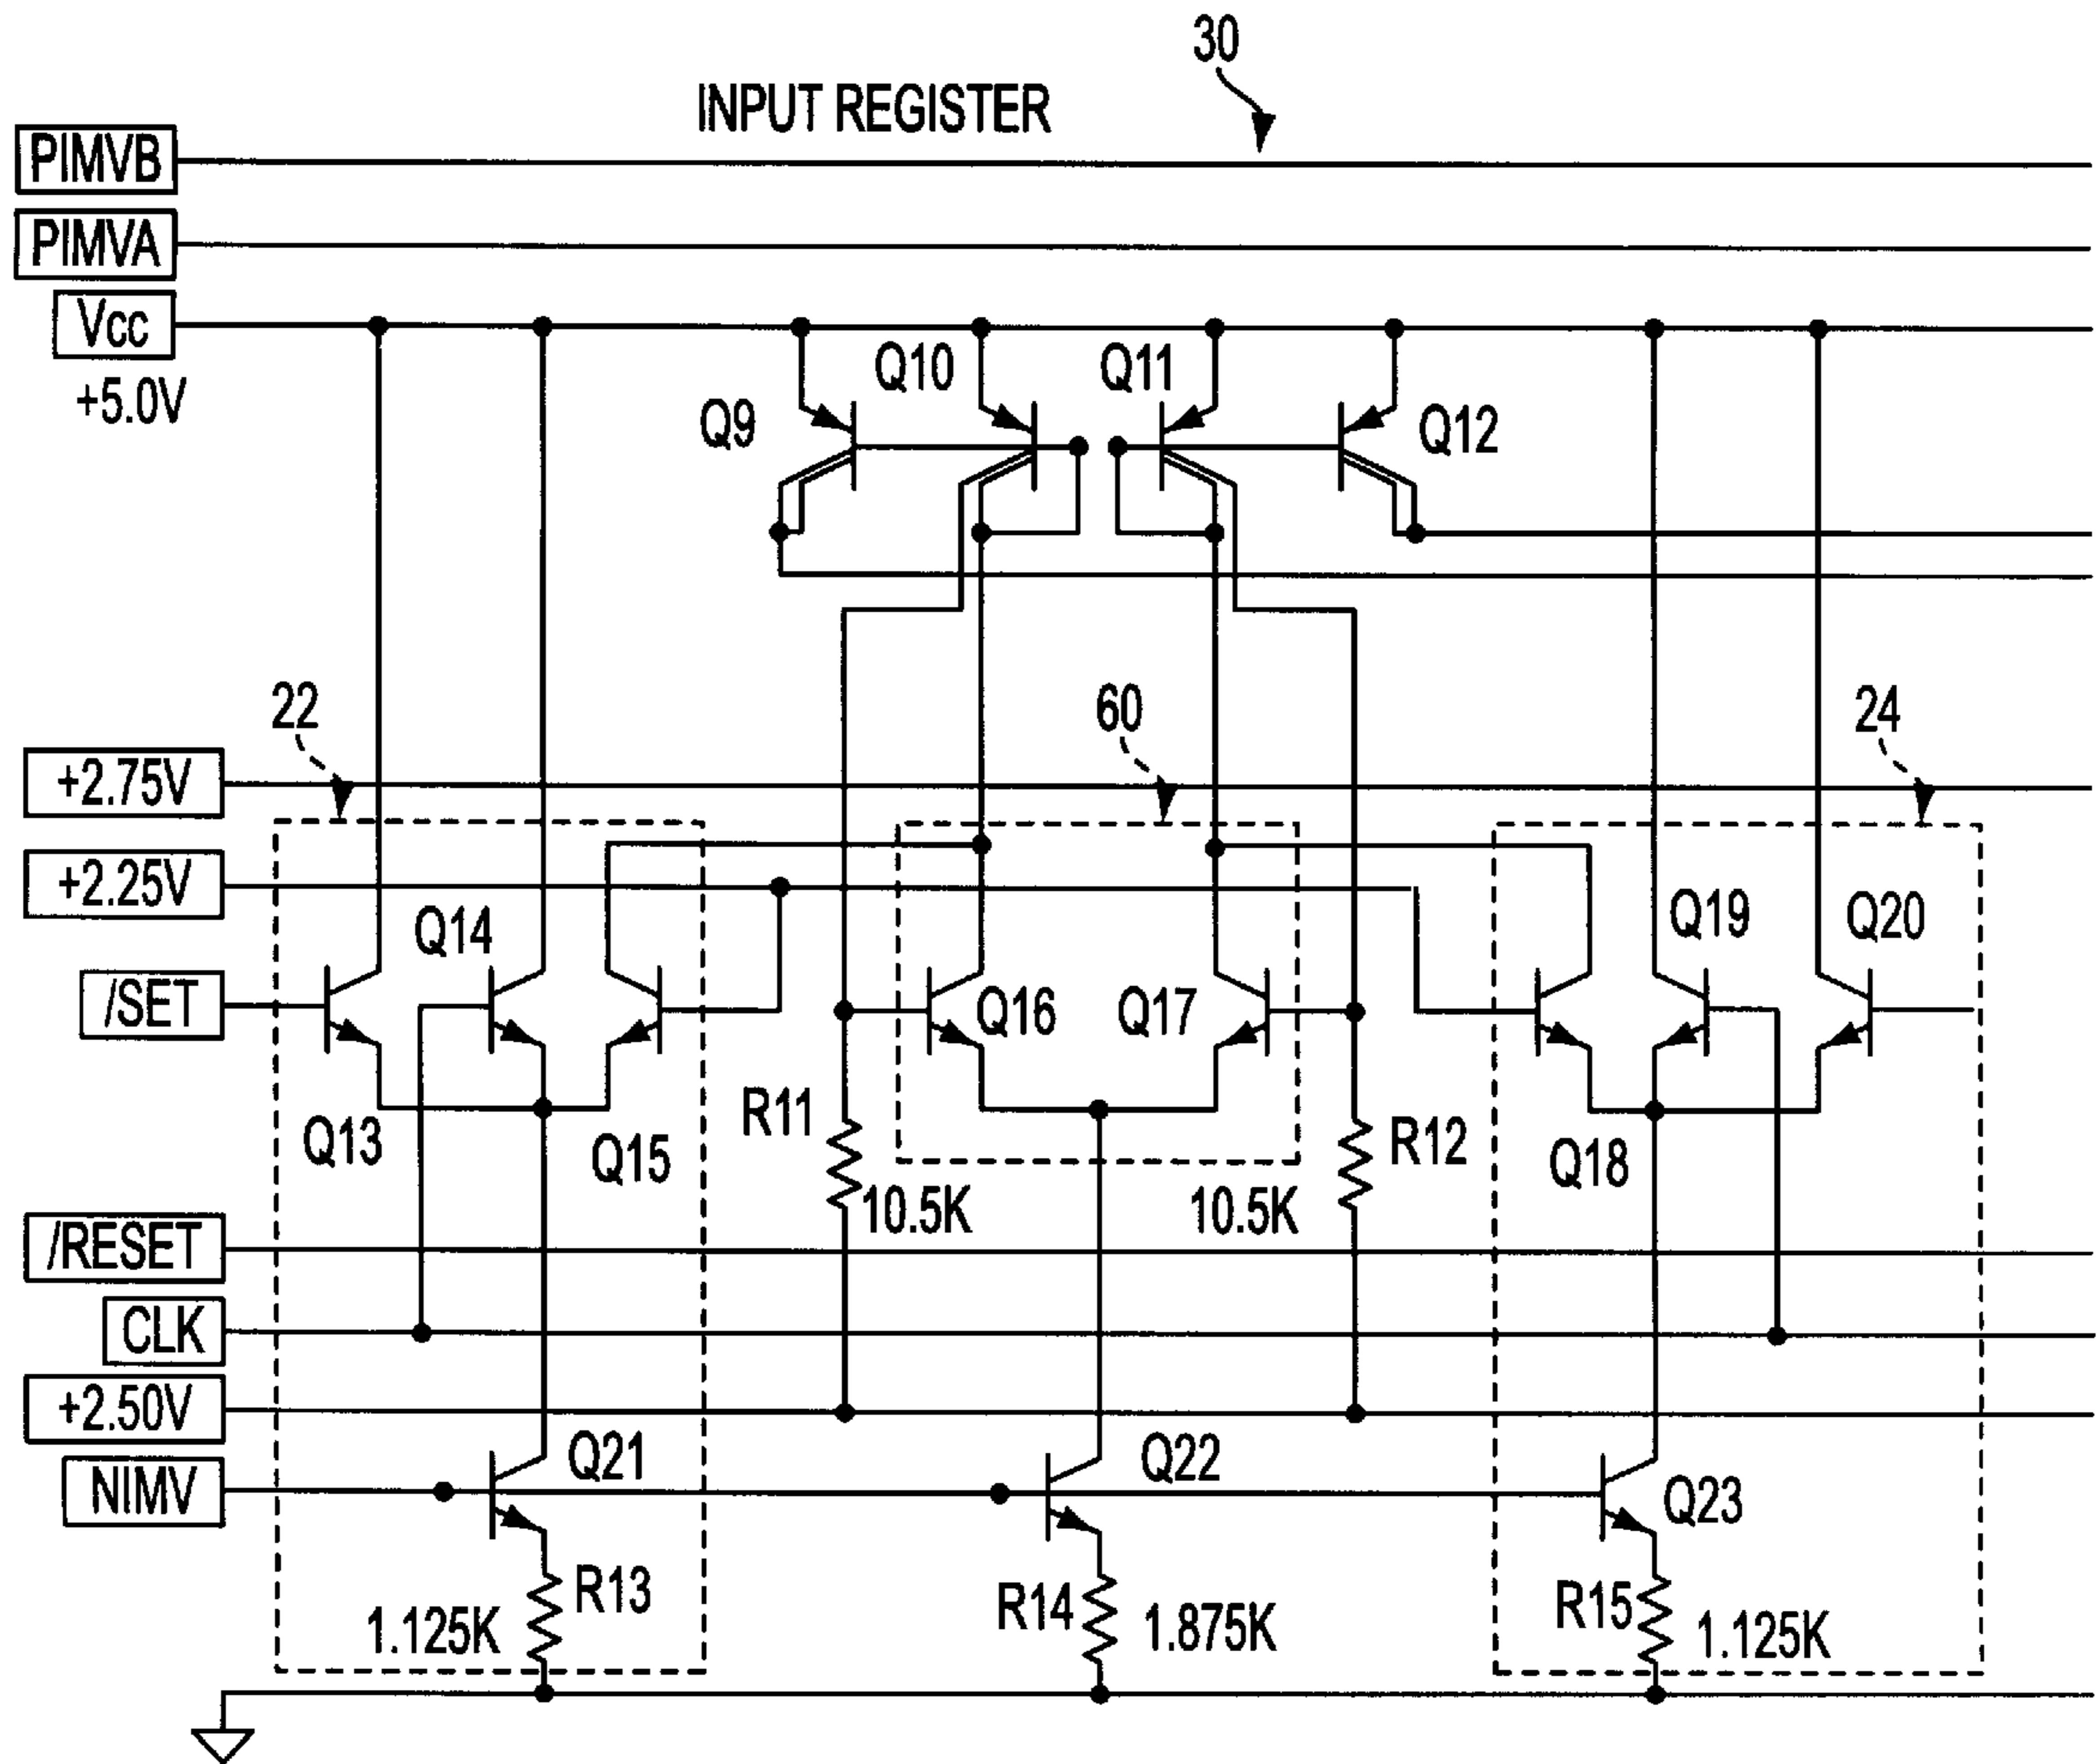 30
INPUT REGISTER
PIMVB
PIMVA
Vcc
+5.0V
Q10
Q11
Q9
Q12
22
60
24
+2.75V
+2.25V
Q14
Q19
Q20
/SET
Q16
Q17
R11
R12
Q13
Q15
Q18
10.5K
10.5K
/RESET
CLK
+2.50V
Q21
Q22
NIMV
Q23
R13
R14
R15
1.125K
1.875K
1.125K